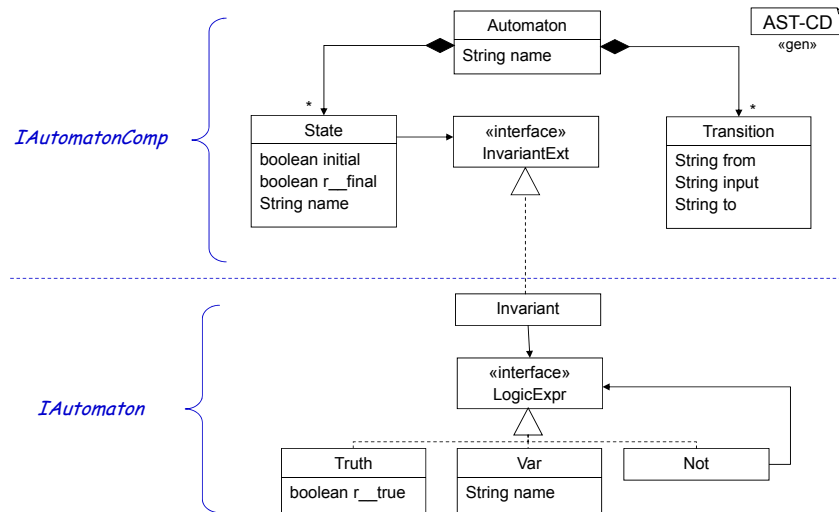 Automaton
String name
AST-CD
«gen»
*
*
IAutomatonComp
State
boolean initial
boolean r__final
String name
«interface»
InvariantExt
Transition
String from
String input
String to
Invariant
IAutomaton
«interface»
LogicExpr
Truth
boolean r__true
Var
String name
Not